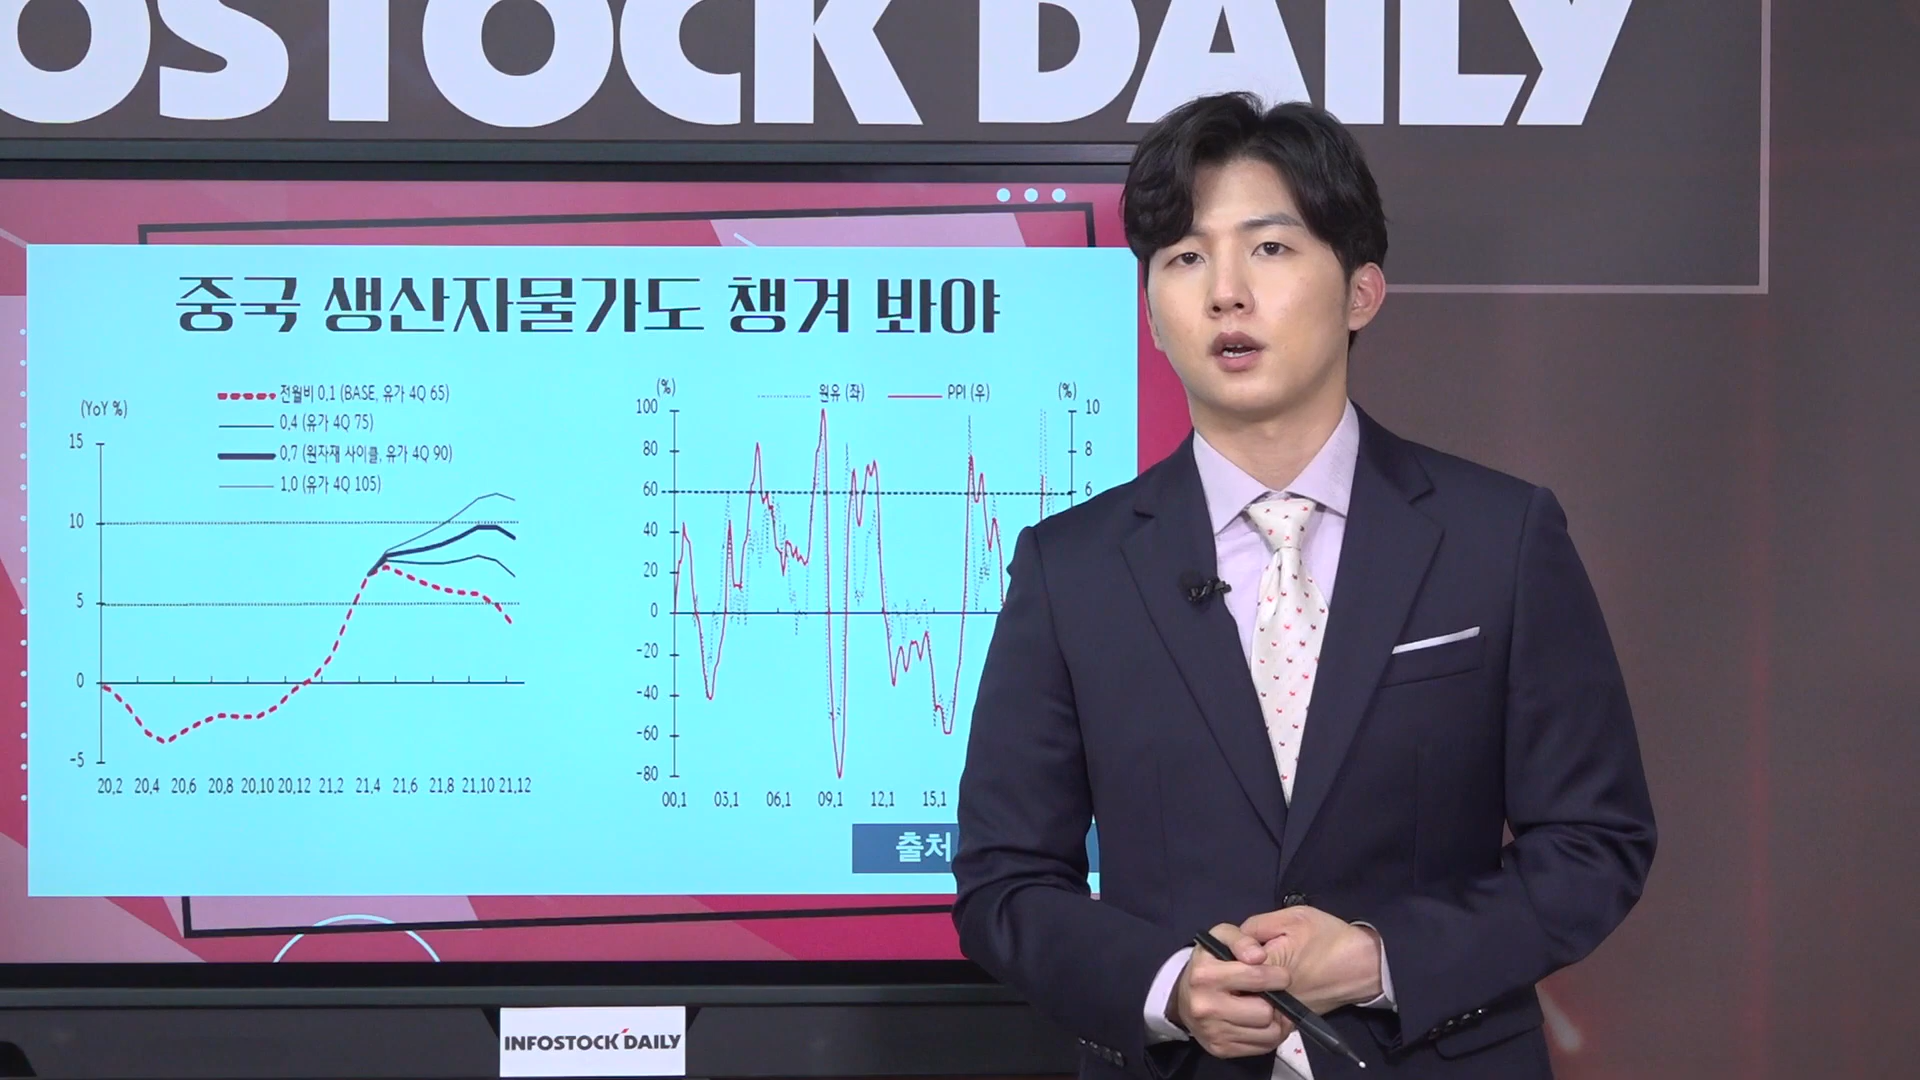 OSTOCK DAILY
중국 생산자물가도 챙겨 봐야
전월비 0.1 (BASE, 유가 4Q 65)
0.4 (유가 4Q 75)
0.7 (원자재 사이클, 유가 4Q 90)
1.0 (유가 4Q 105)
(YoY %)
15
10
5
0
-5
20.2 20.4 20.6 20.8 20.10 20.12 21.2 21.4 21.6 21.8 21.10 21.12
(%) 원유 (좌) PPI (우) (%)
100 10
80 8
60 6
40
20
0
-20
-40
-60
-80
00.1 03.1 06.1 09.1 12.1 15.1
출처
INFOSTOCK DAILY